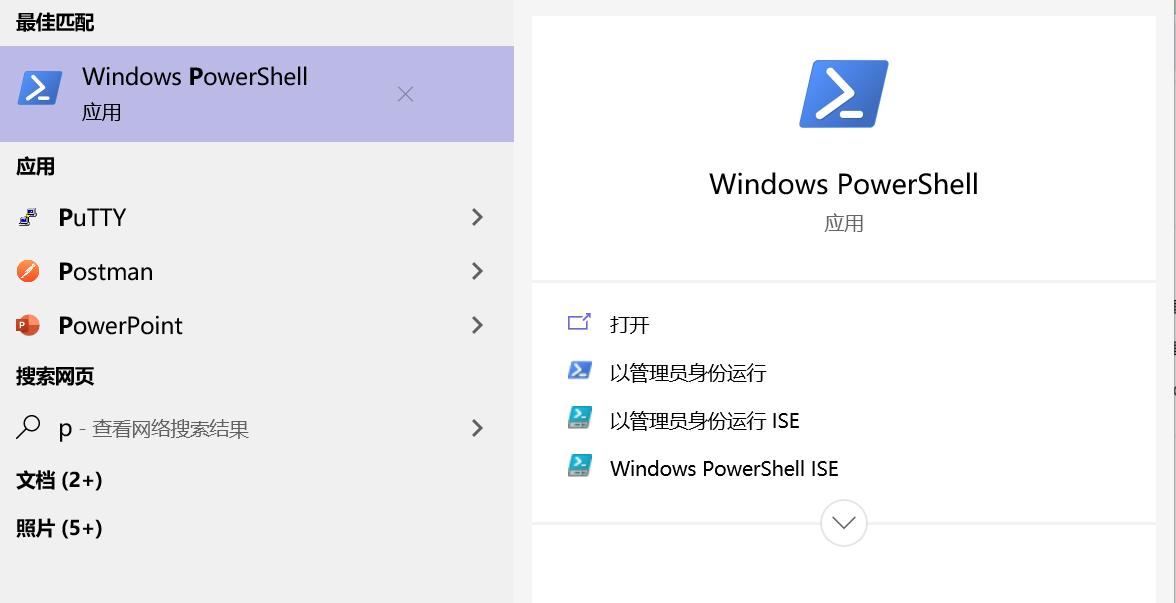 最佳匹配
Windows PowerShell
应用
应用
PuTTY
Postman
PowerPoint
搜索网页
p - 查看网络搜索结果
文档 (2+)
照片 (5+)
Windows PowerShell
应用
打开
以管理员身份运行
以管理员身份运行 ISE
Windows PowerShell ISE